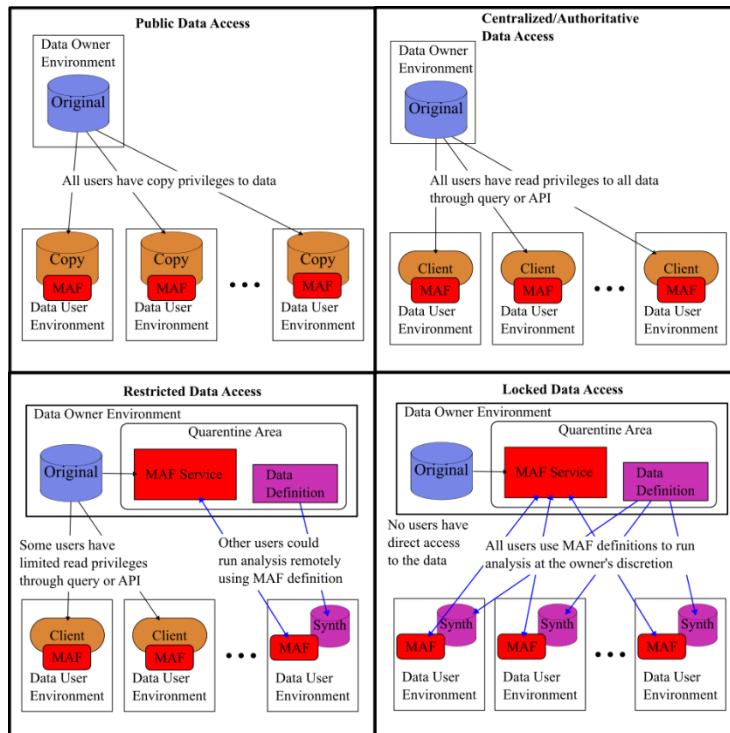 Public Data Access
Data Owner
Environment
Original
All users have copy privileges to data
Copy
MAF
Data User
Environment
Copy
MAF
Data User
Environment
Copy
MAF
Data User
Environment
Centralized/Authoritative
Data Access
Data Owner
Environment
Original
All users have read privileges to all data
through query or API
Client
MAF
Data User
Environment
Client
MAF
Data User
Environment
Client
MAF
Data User
Environment
Restricted Data Access
Data Owner Environment
Quarentine Area
Original
MAF Service
Data
Definition
Some users have
limited read privileges
through query or API
Other users could
run analysis remotely
using MAF definition
Client
MAF
Data User
Environment
Client
MAF
Data User
Environment
Synth
MAF
Data User
Environment
Locked Data Access
Data Owner Environment
Quarentine Area
Original
MAF Service
Data
Definition
No users have
direct access
to the data
All users use MAF definitions to run
analysis at the owner's discretion
Synth
MAF
Data User
Environment
Synth
MAF
Data User
Environment
Synth
MAF
Data User
Environment